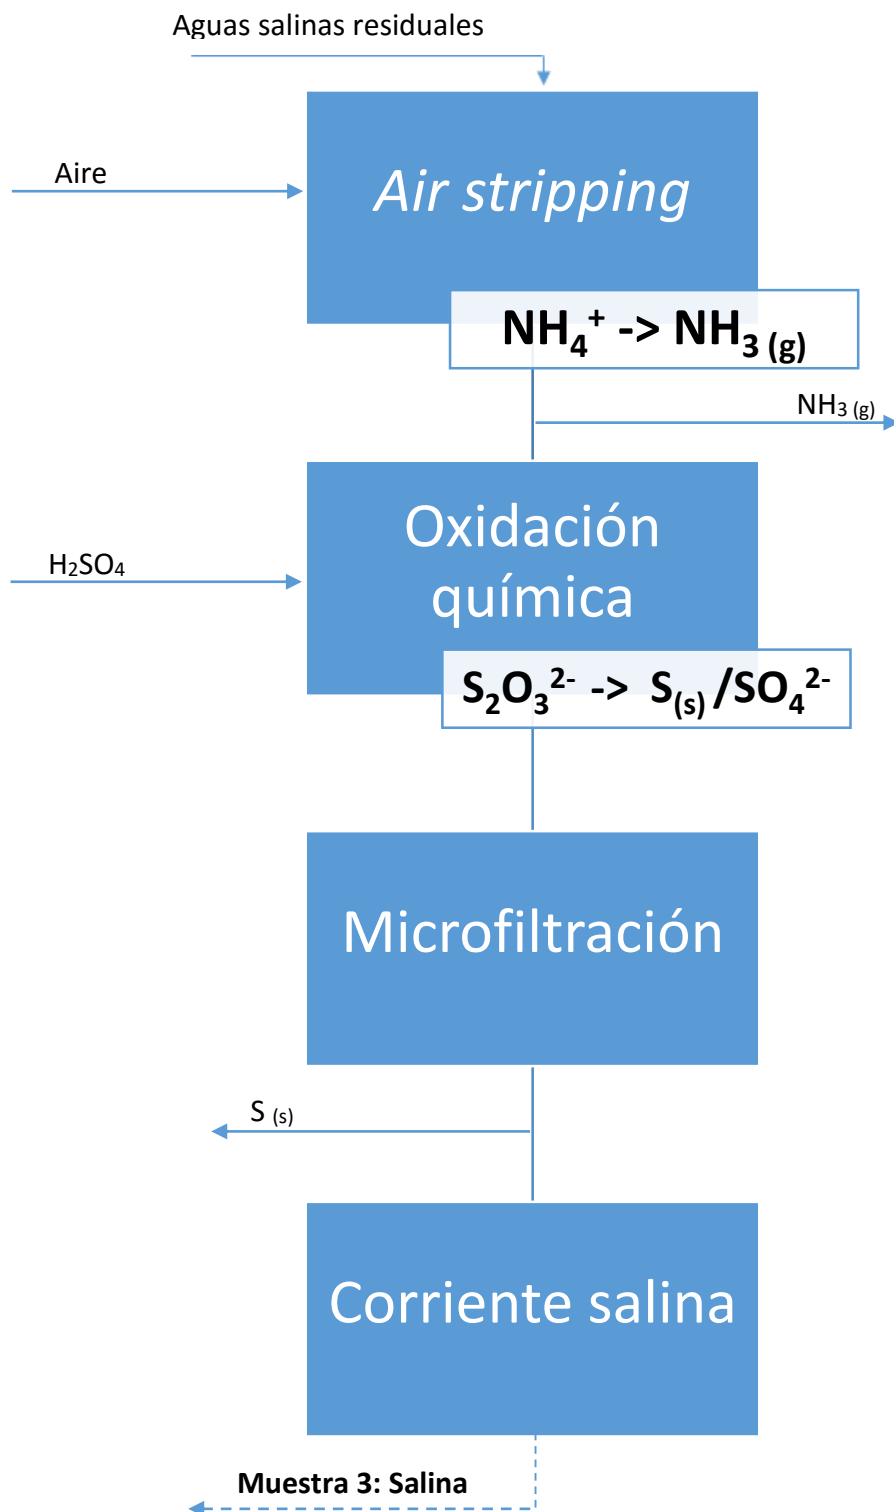 Aguas salinas residuales
Aire
Air stripping
NH₄⁺ -> NH₃ (g)
NH₃ (g)
Oxidación
química
H₂SO₄
S₂O₃²⁻ -> S(s) /SO₄²⁻
Microfiltración
S (s)
Corriente salina
Muestra 3: Salina